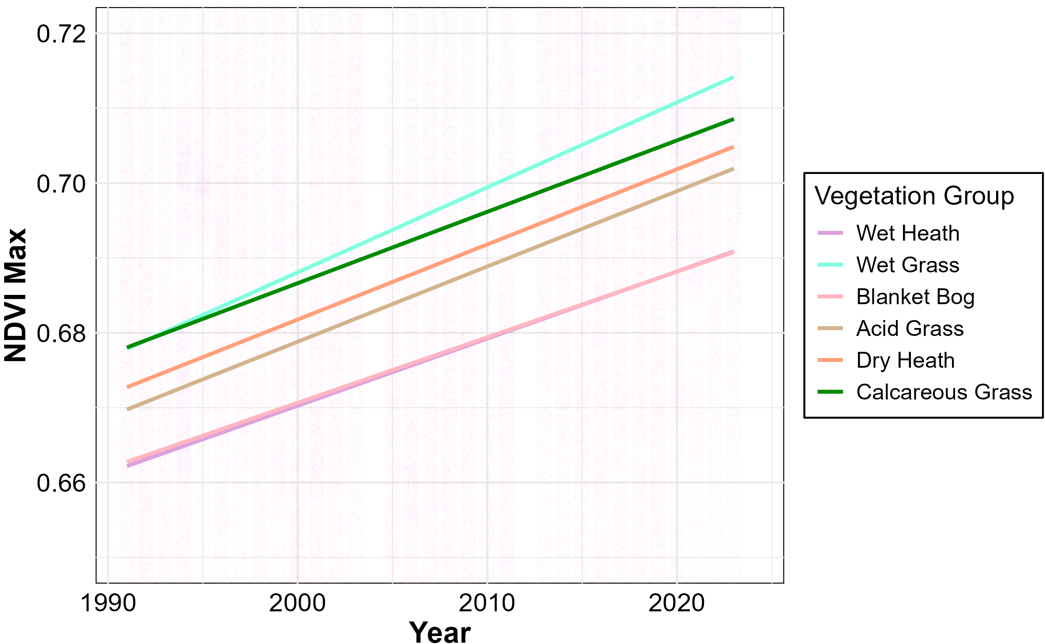 0.72
0.70
0.68
0.66
NDVI Max
1990 2000 2010 2020
Year
Vegetation Group
Wet Heath
Wet Grass
Blanket Bog
Acid Grass
Dry Heath
Calcareous Grass